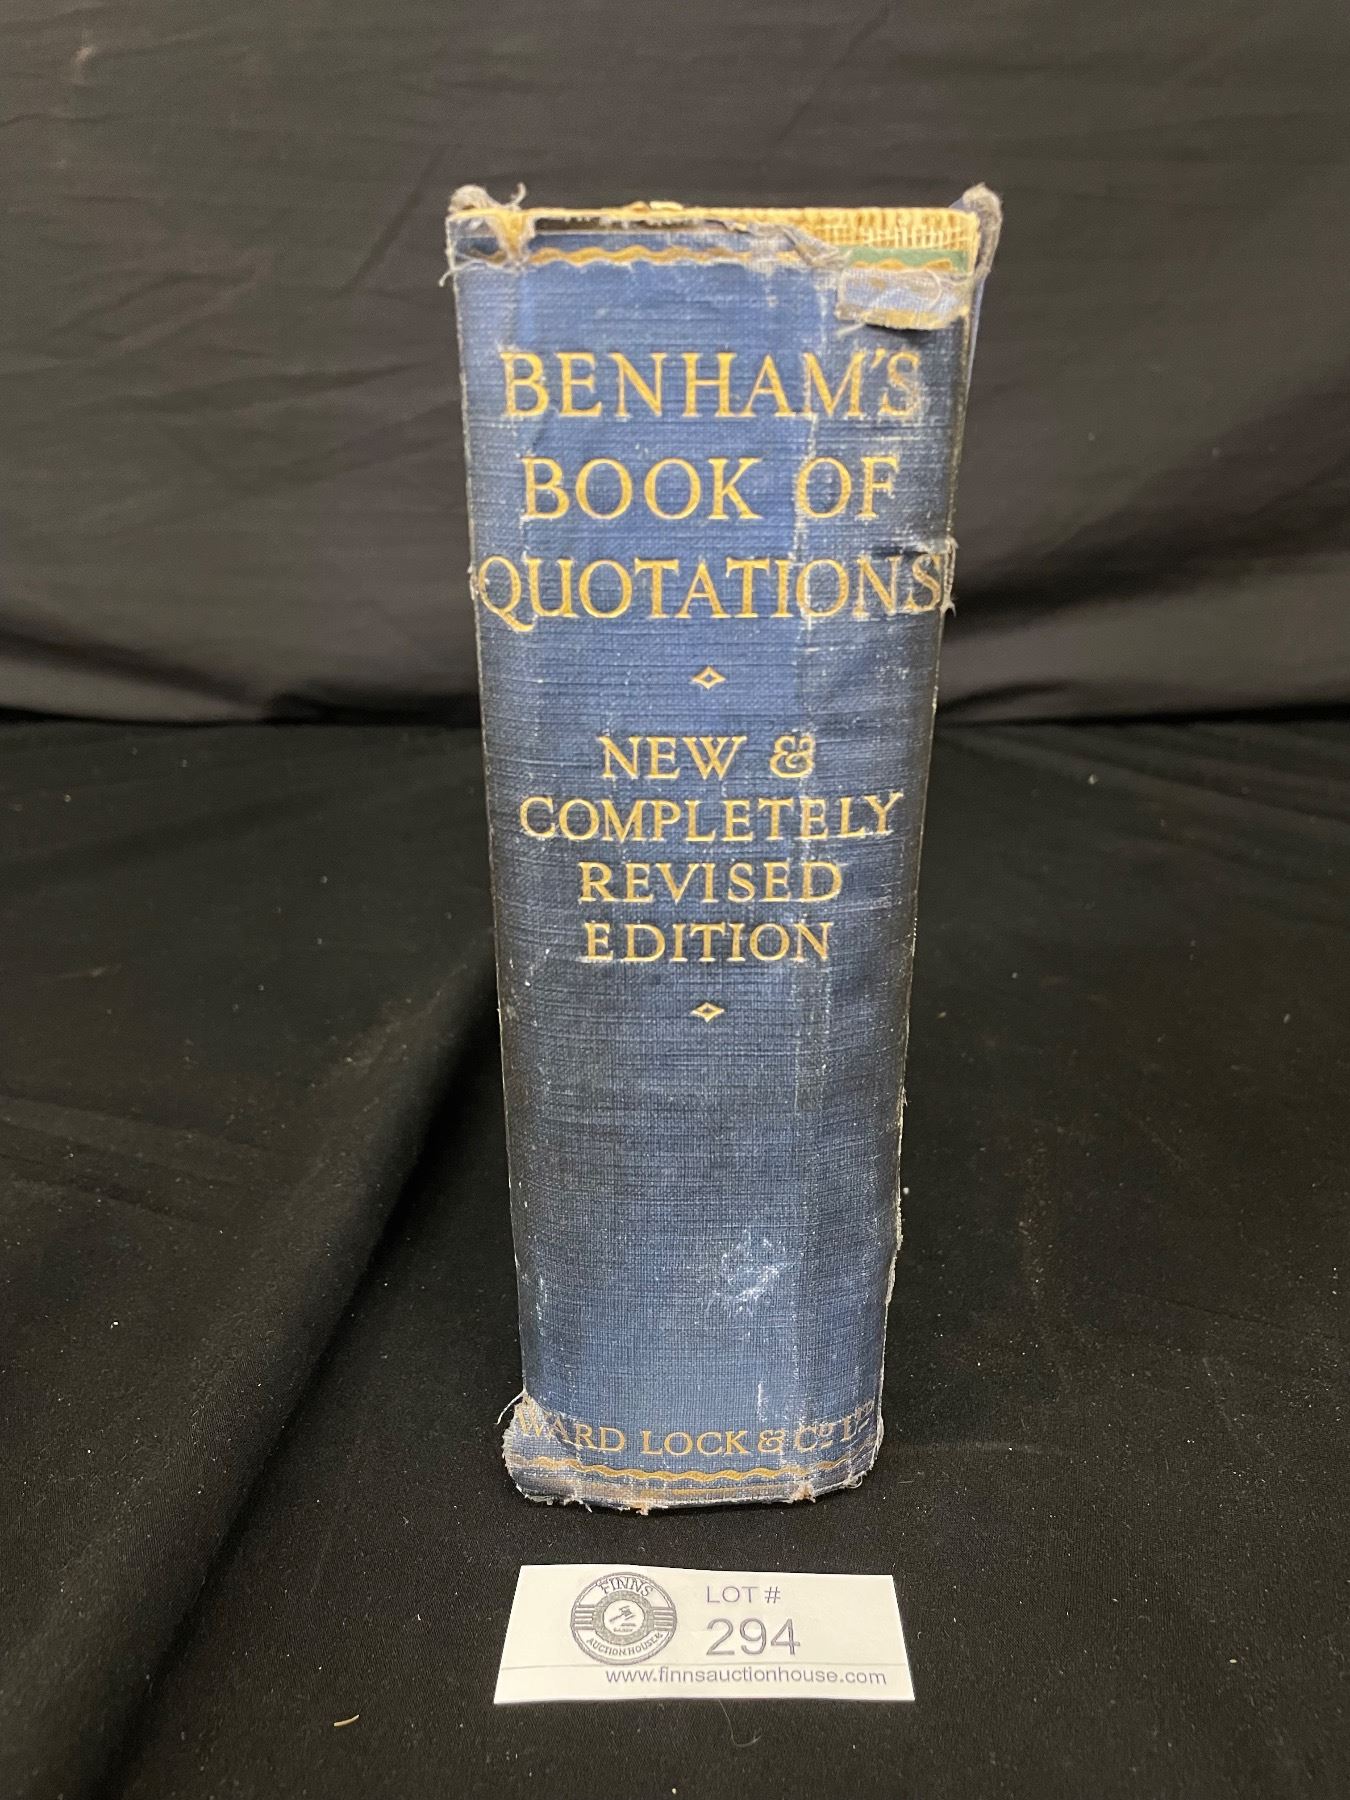 BENHAM'S
BOOK OF
QUOTATIONS
NEW &
COMPLETELY
REVISED
EDITION
WARD LOCK & Co LTD
FINNS
AUCTION HOUSE
LOT #
294
www.finnsauctionhouse.com